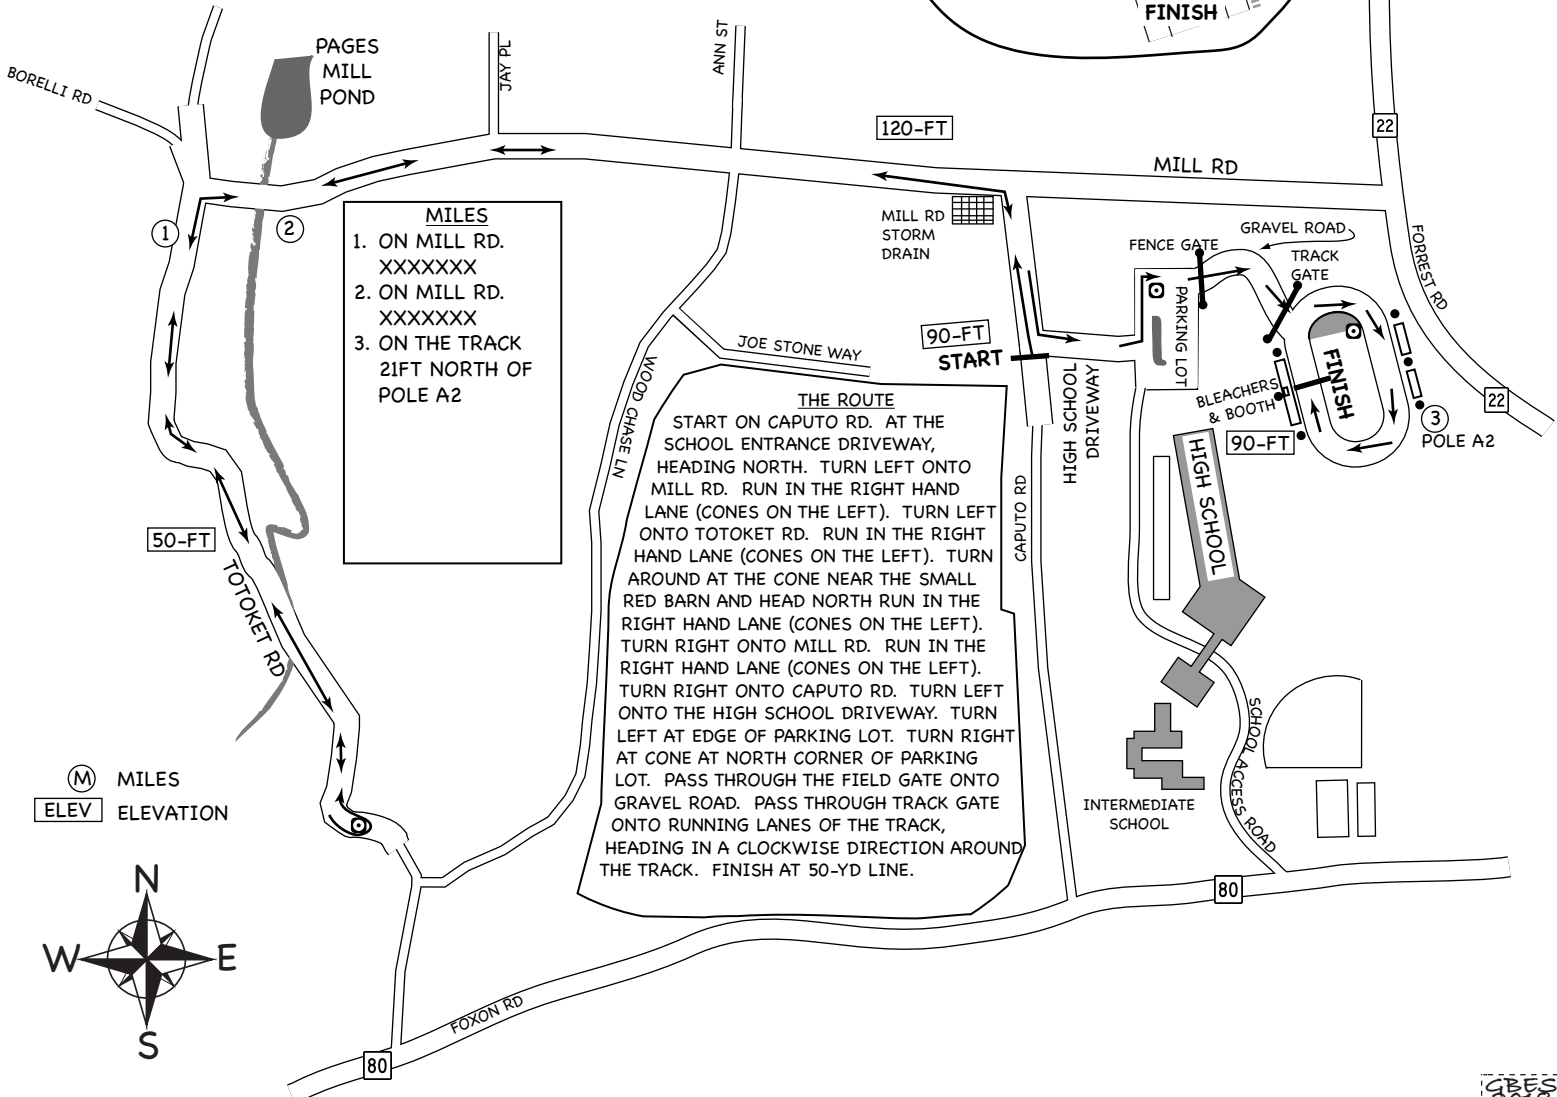 FINISH
PAGES
MILL
POND
BORELLI RD
JAY PL
ANN ST
22
120-FT
MILL RD
MILES
1. ON MILL RD.
XXXXXXX
2. ON MILL RD.
XXXXXXX
3. ON THE TRACK
21FT NORTH OF
POLE A2
1
2
MILL RD
STORM
DRAIN
FENCE GATE
GRAVEL ROAD
TRACK
GATE
FORREST RD
PARKING LOT
90-FT
START
JOE STONE WAY
WOOD CHASE LN
HIGH SCHOOL
DRIVEWAY
BLEACHERS
& BOOTH
FINISH
90-FT
3
POLE A2
22
HIGH SCHOOL
CAPUTO RD
THE ROUTE
START ON CAPUTO RD. AT THE
SCHOOL ENTRANCE DRIVEWAY,
HEADING NORTH. TURN LEFT ONTO
MILL RD. RUN IN THE RIGHT HAND
LANE (CONES ON THE LEFT). TURN LEFT
ONTO TOTOKET RD. RUN IN THE RIGHT
HAND LANE (CONES ON THE LEFT). TURN
AROUND AT THE CONE NEAR THE SMALL
RED BARN AND HEAD NORTH RUN IN THE
RIGHT HAND LANE (CONES ON THE LEFT).
TURN RIGHT ONTO MILL RD. RUN IN THE
RIGHT HAND LANE (CONES ON THE LEFT).
TURN RIGHT ONTO CAPUTO RD. TURN LEFT
ONTO THE HIGH SCHOOL DRIVEWAY. TURN
LEFT AT EDGE OF PARKING LOT. TURN RIGHT
AT CONE AT NORTH CORNER OF PARKING
LOT. PASS THROUGH THE FIELD GATE ONTO
GRAVEL ROAD. PASS THROUGH TRACK GATE
ONTO RUNNING LANES OF THE TRACK,
HEADING IN A CLOCKWISE DIRECTION AROUND
THE TRACK. FINISH AT 50-YD LINE.
50-FT
TOTOKET RD
M MILES
ELEV ELEVATION
INTERMEDIATE
SCHOOL
SCHOOL ACCESS ROAD
80
N
W E
S
FOXON RD
80
GBES